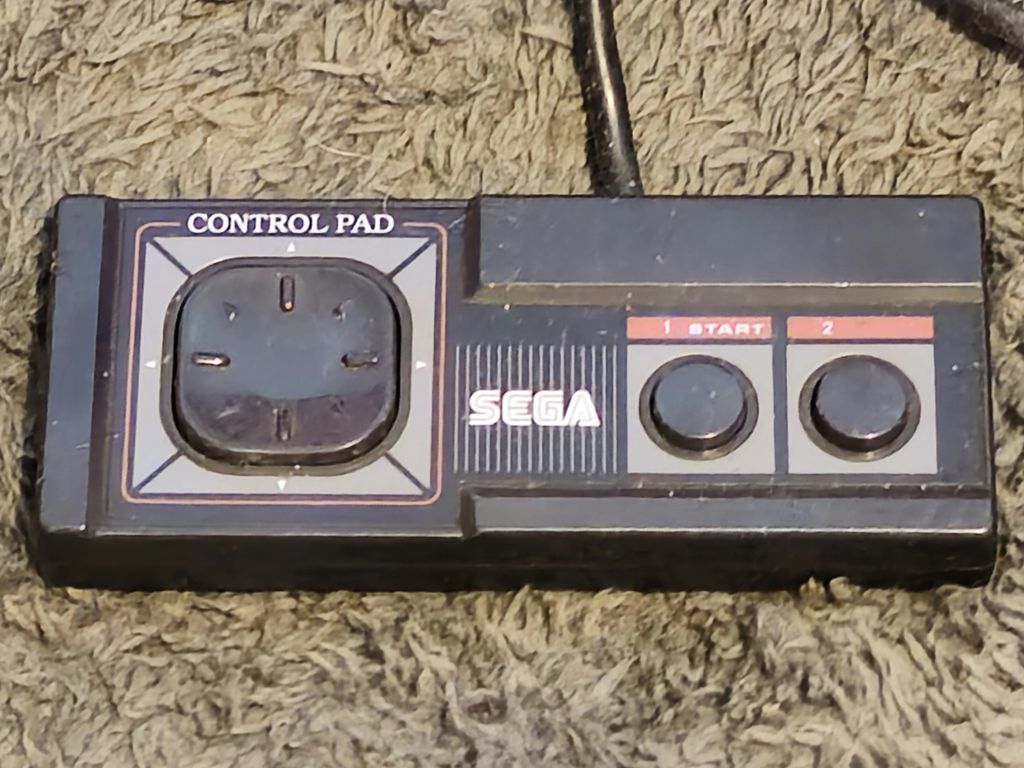 CONTROL PAD
1 START 2
SEGA